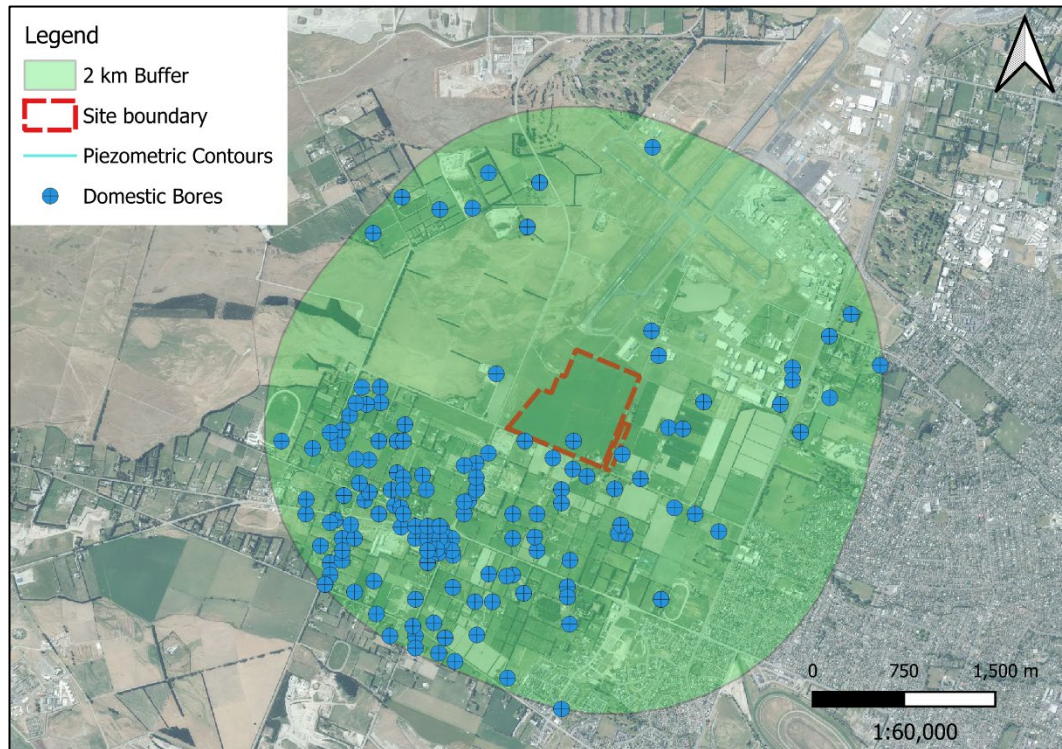 Legend
2 km Buffer
Site boundary
Piezometric Contours
Domestic Bores
0 750 1,500 m
1:60,000